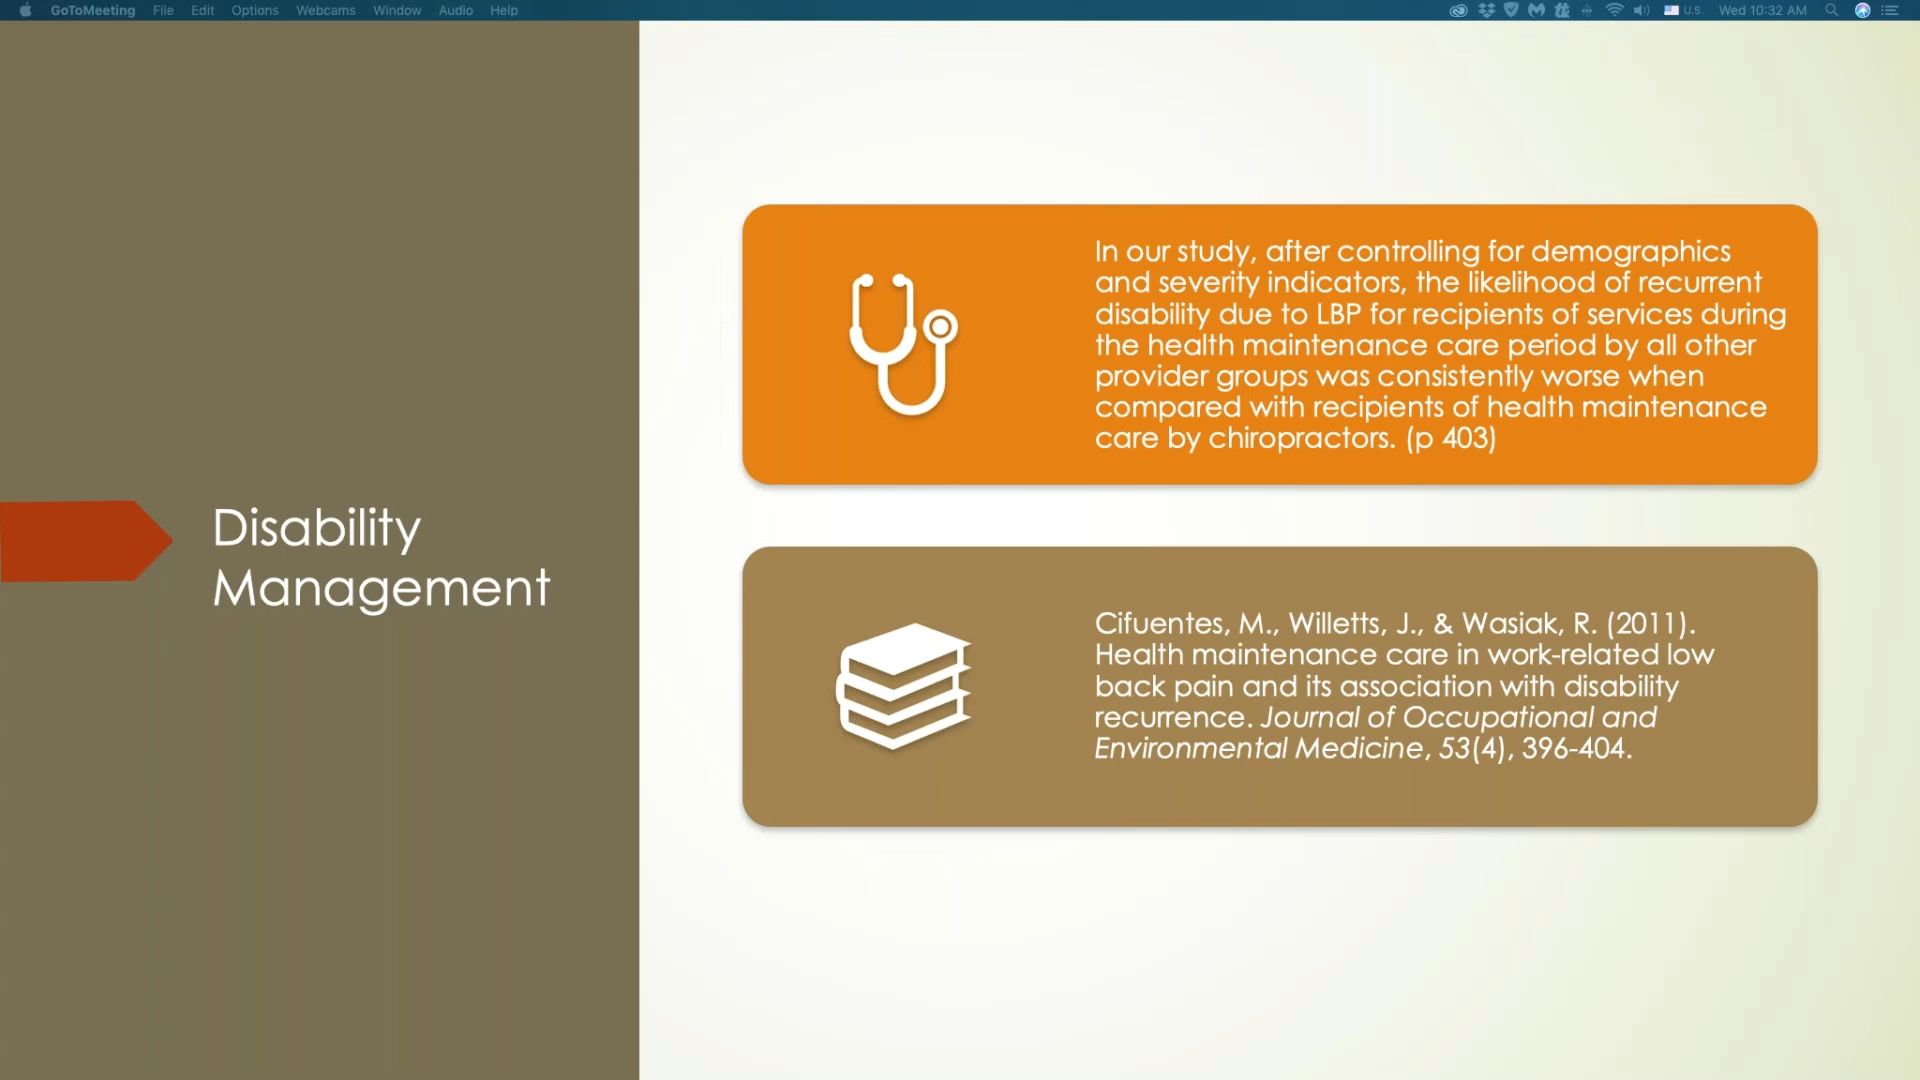 GoToMeeting File Edit Options Webcams Window Audio Help U.S. Wed 10:32 AM
Disability
Management
In our study, after controlling for demographics
and severity indicators, the likelihood of recurrent
disability due to LBP for recipients of services during
the health maintenance care period by all other
provider groups was consistently worse when
compared with recipients of health maintenance
care by chiropractors. (p 403)
Cifuentes, M., Willetts, J., & Wasiak, R. (2011).
Health maintenance care in work-related low
back pain and its association with disability
recurrence. Journal of Occupational and
Environmental Medicine, 53(4), 396-404.